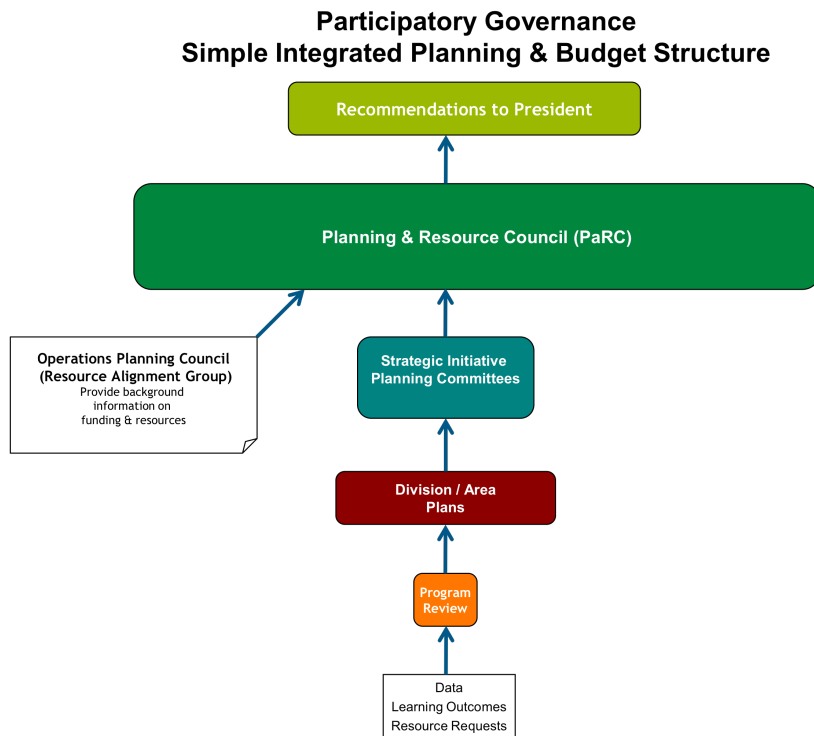 Participatory Governance
Simple Integrated Planning & Budget Structure
Recommendations to President
Planning & Resource Council (PaRC)
Operations Planning Council
(Resource Alignment Group)
Provide background
information on
funding & resources
Strategic Initiative
Planning Committees
Division / Area
Plans
Program
Review
Data
Learning Outcomes
Resource Requests